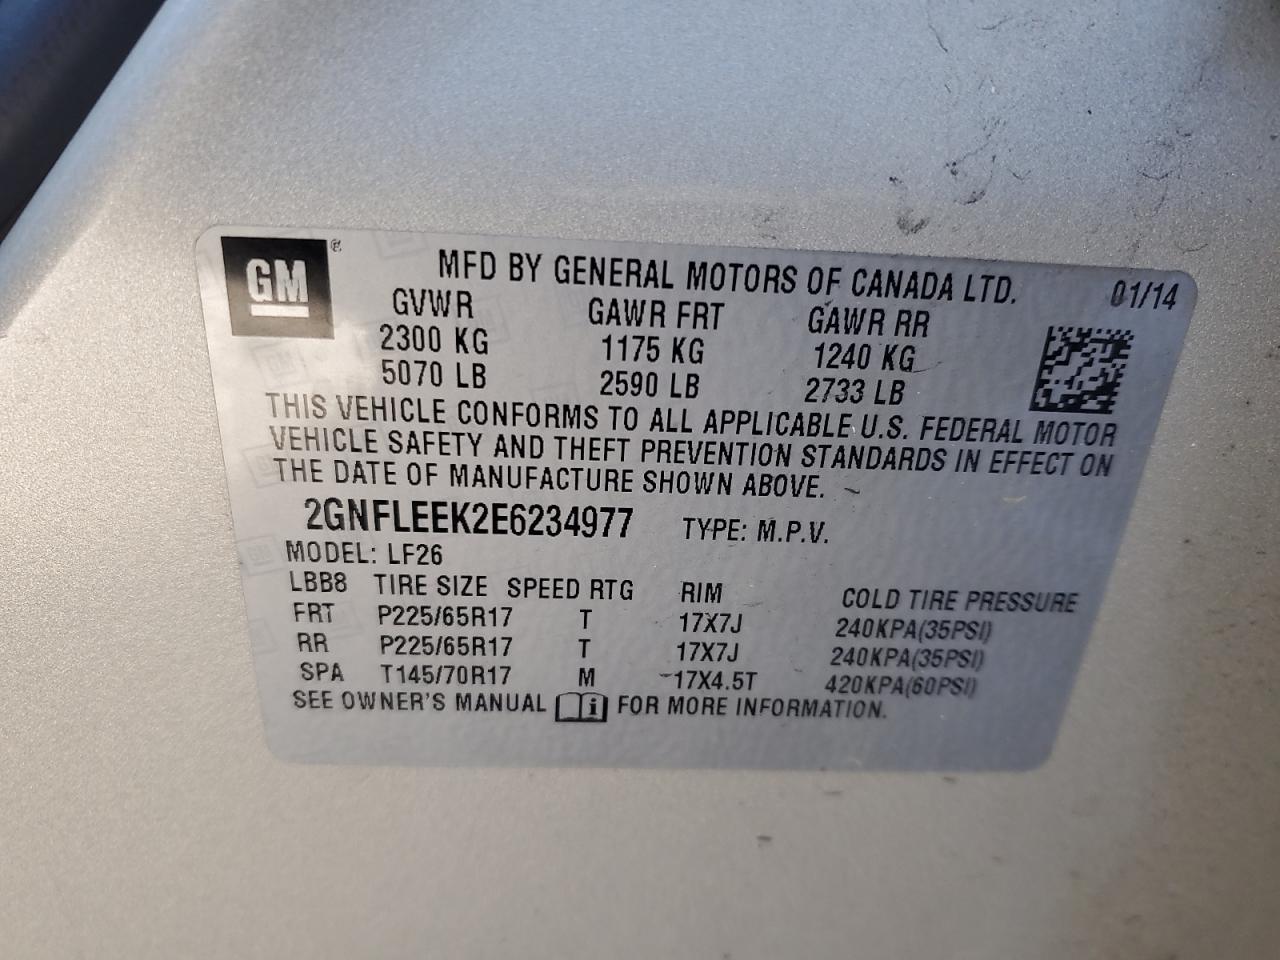 GM ®
MFD BY GENERAL MOTORS OF CANADA LTD. 01/14
GVWR GAWR FRT GAWR RR
2300 KG 1175 KG 1240 KG
5070 LB 2590 LB 2733 LB
THIS VEHICLE CONFORMS TO ALL APPLICABLE U.S. FEDERAL MOTOR
VEHICLE SAFETY AND THEFT PREVENTION STANDARDS IN EFFECT ON
THE DATE OF MANUFACTURE SHOWN ABOVE.
2GNFLEEK2E6234977 TYPE: M.P.V.
MODEL: LF26
LBB8 TIRE SIZE SPEED RTG RIM COLD TIRE PRESSURE
FRT P225/65R17 T 17X7J 240KPA(35PSI)
RR P225/65R17 T 17X7J 240KPA(35PSI)
SPA T145/70R17 M 17X4.5T 420KPA(60PSI)
SEE OWNER'S MANUAL i FOR MORE INFORMATION.